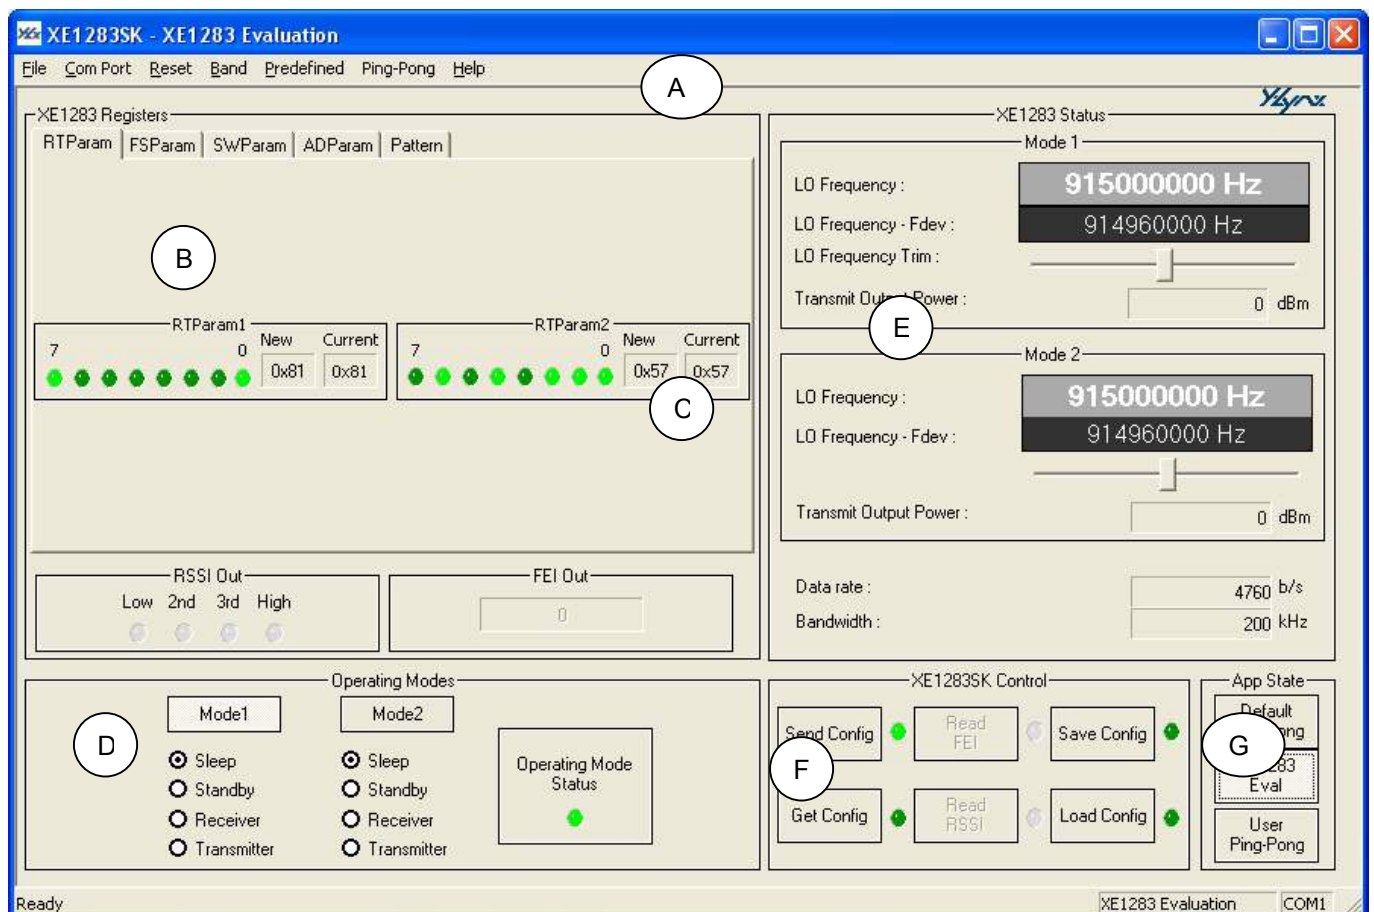 XE1283SK - XE1283 Evaluation
File Com Port Reset Band Predefined Ping-Pong Help
A
Xlynx
XE1283 Registers
RTParam FSParam SWParam ADParam Pattern
B
RTParam1
7 0 New Current
0x81 0x81
RTParam2
7 0 New Current
0x57 0x57
C
RSSI Out
Low 2nd 3rd High
FEI Out
0
XE1283 Status
Mode 1
LO Frequency : 915000000 Hz
LO Frequency - Fdev : 914960000 Hz
LO Frequency Trim :
Transmit Output Power : 0 dBm
E
Mode 2
LO Frequency : 915000000 Hz
LO Frequency - Fdev : 914960000 Hz
Transmit Output Power : 0 dBm
Data rate : 4760 b/s
Bandwidth : 200 kHz
Operating Modes
D
Mode1 Mode2
Sleep Sleep
Standby Standby
Receiver Receiver
Transmitter Transmitter
Operating Mode
Status
XE1283SK Control
Send Config
Read
FEI
Save Config
F
Get Config
Read
RSSI
Load Config
App State
Default
G
Eval
User
Ping-Pong
Ready XE1283 Evaluation COM1